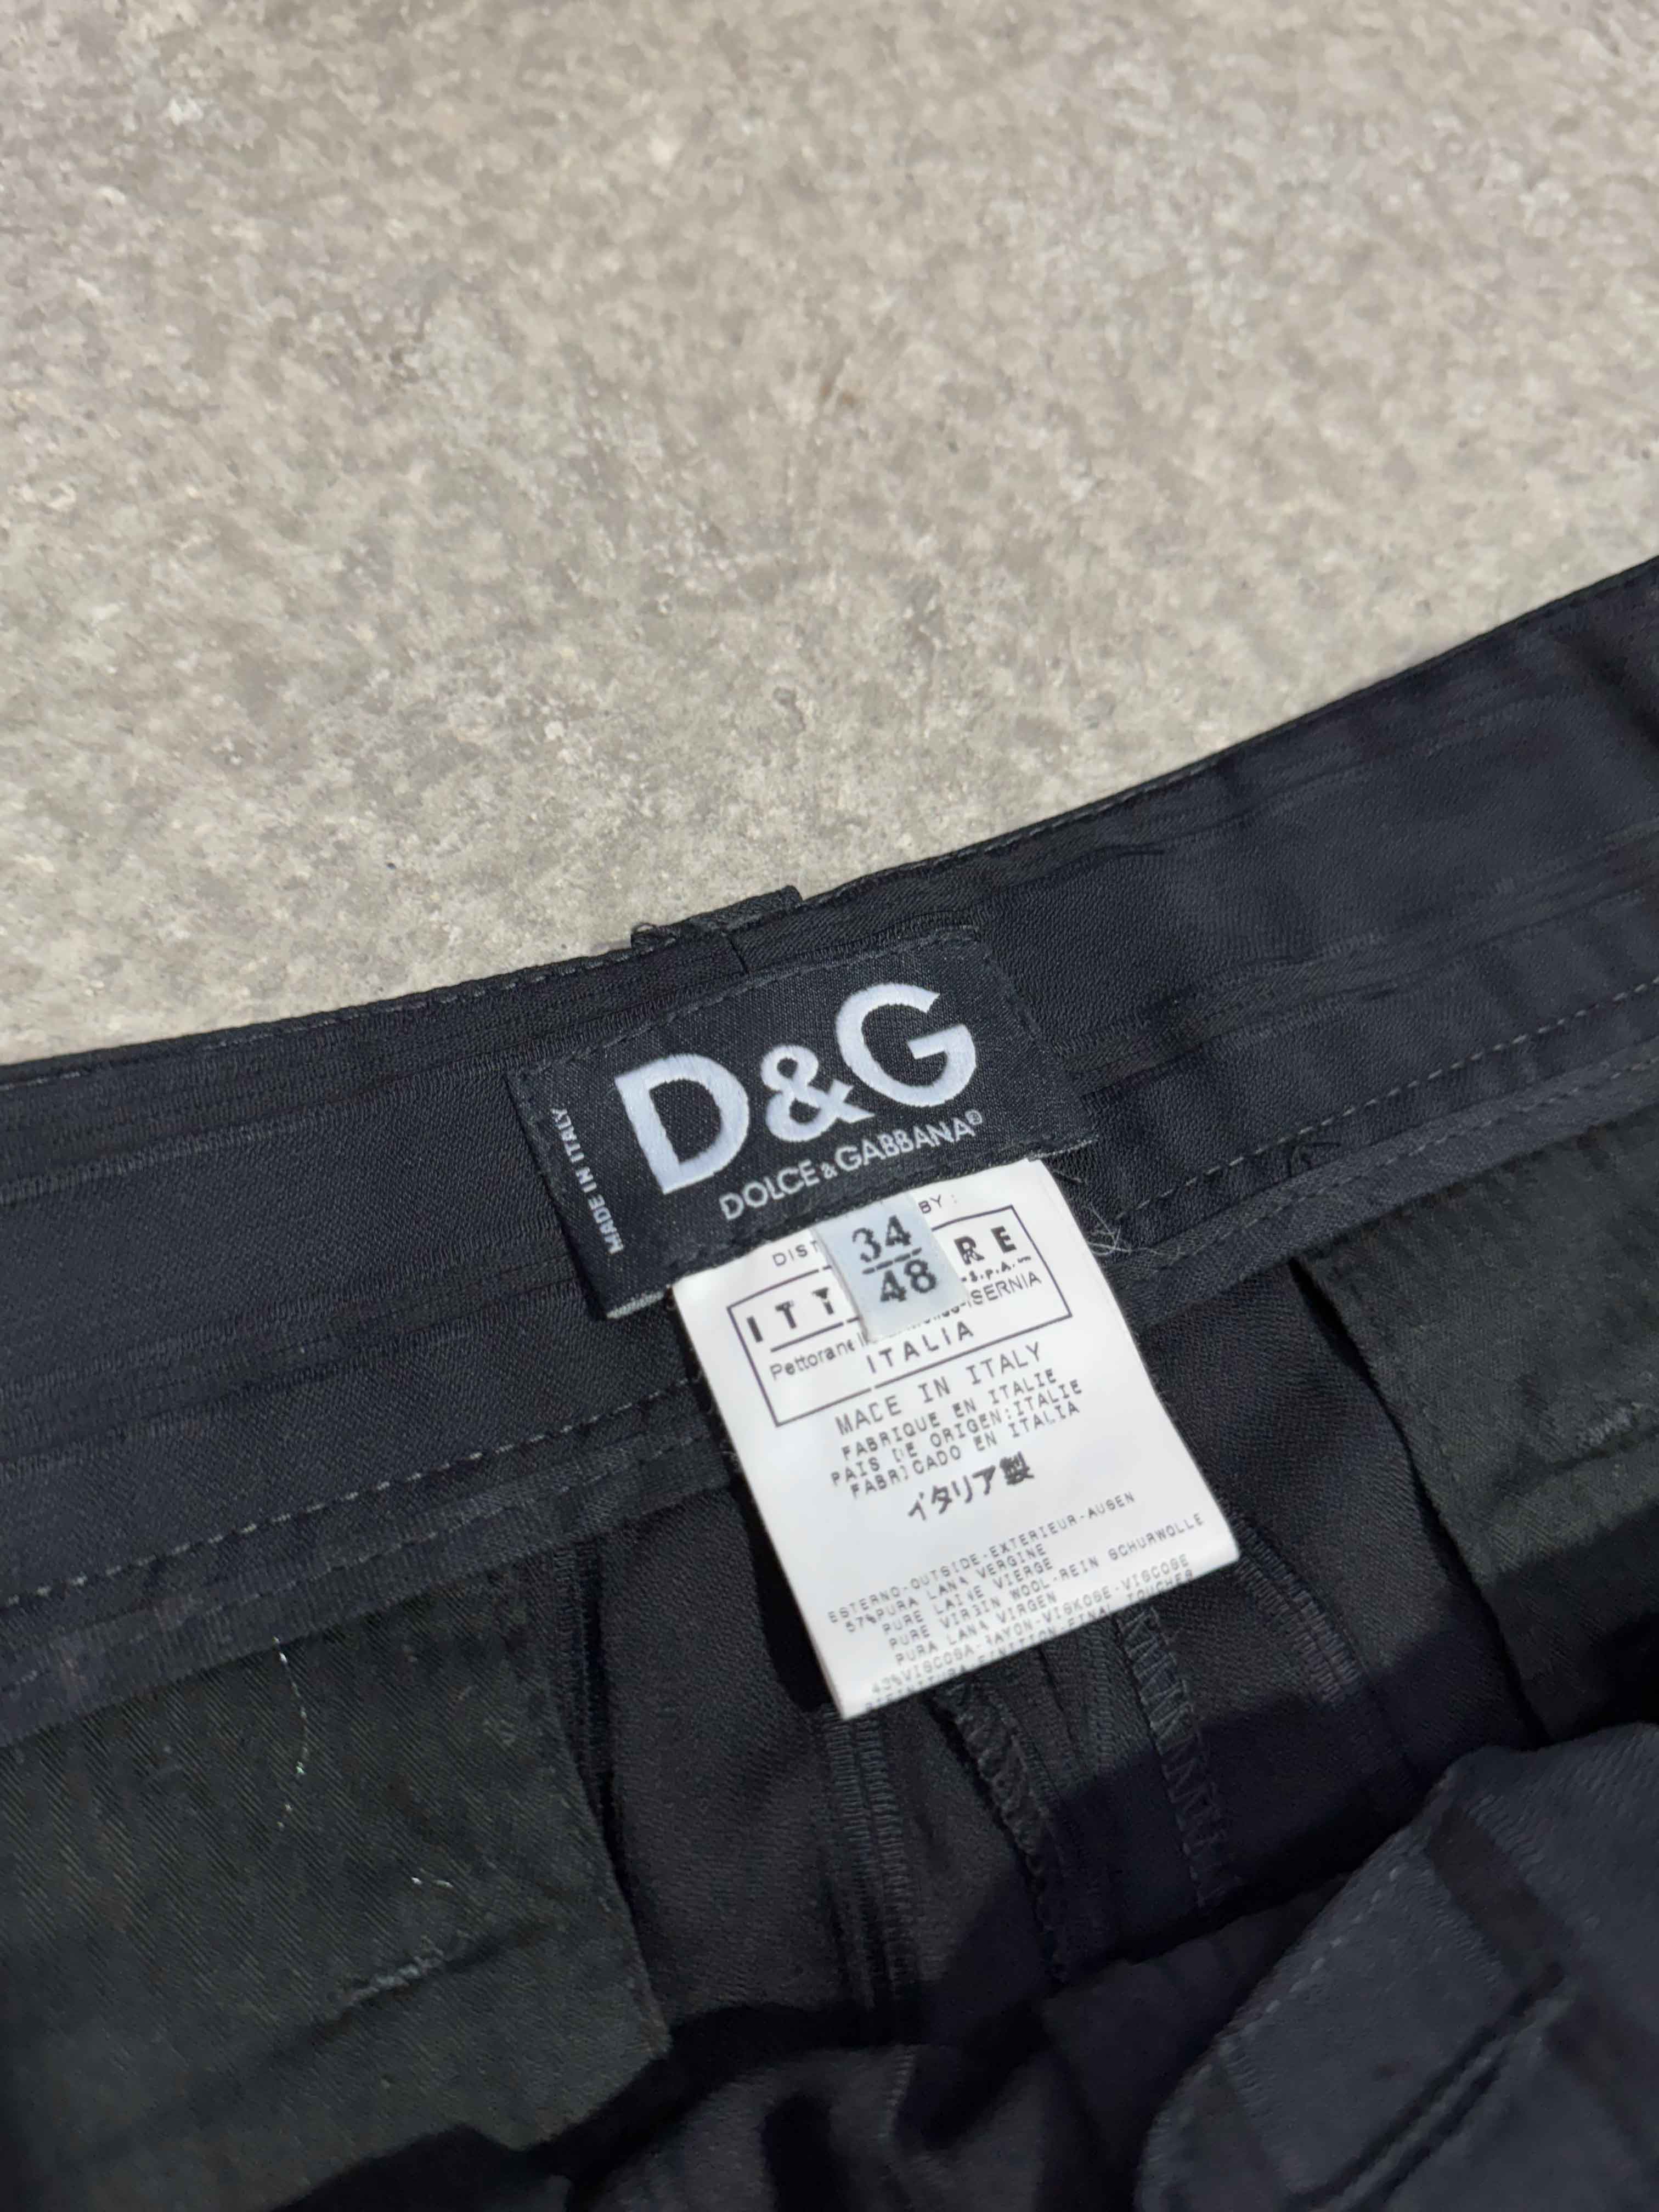 D&G
DOLCE & GABBANA®
MADE IN ITALY
34
48
BY :
ITALIA
MADE IN ITALY
FABRIQUE EN ITALIE
PAIS DE ORIGEN:ITALIE
FABRICADO EN ITALIA
イタリア製
ESTERNO-OUTSIDE-EXTERIEUR-AUSEN
57%PURA LANA VERGINE
PURE LAINE VIERGE
PURE VIRGIN WOOL-REIN SCHURWOLLE
PURA LANA VIRGEN
43%VISCOSA-RAYON-VISKOSE-VISCOSE